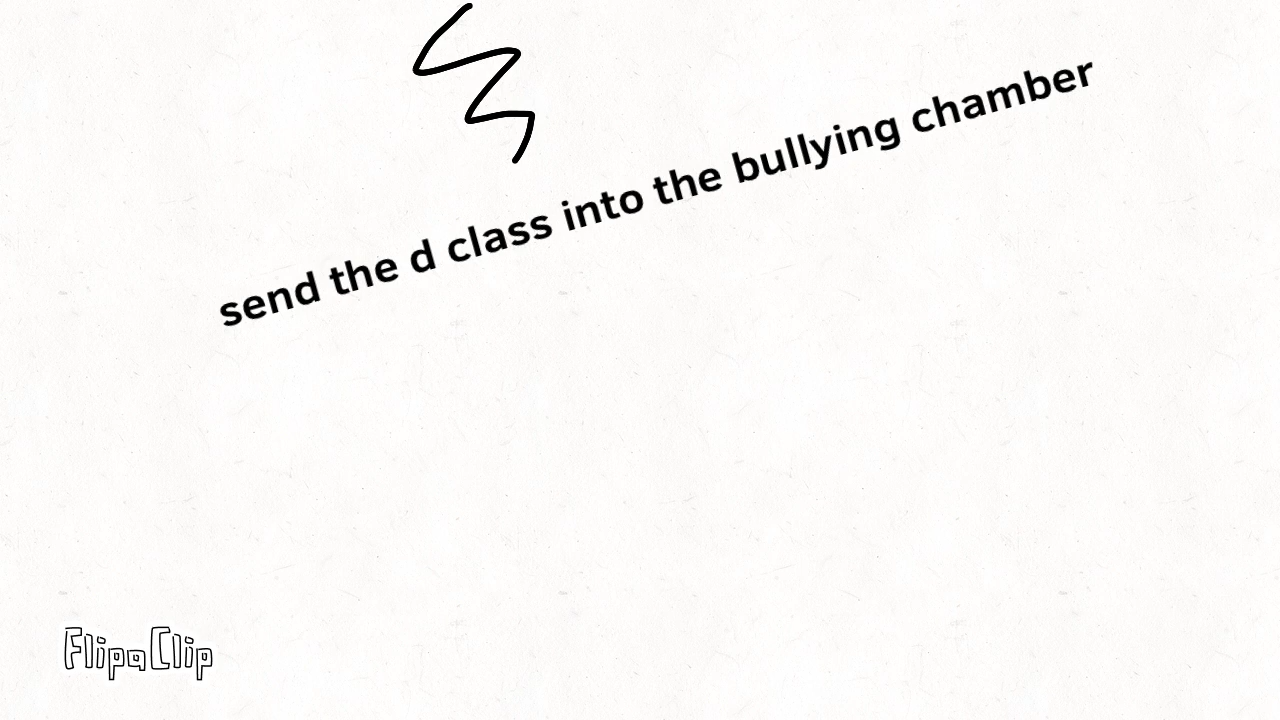 send the d class into the bullying chamber
FlipaClip